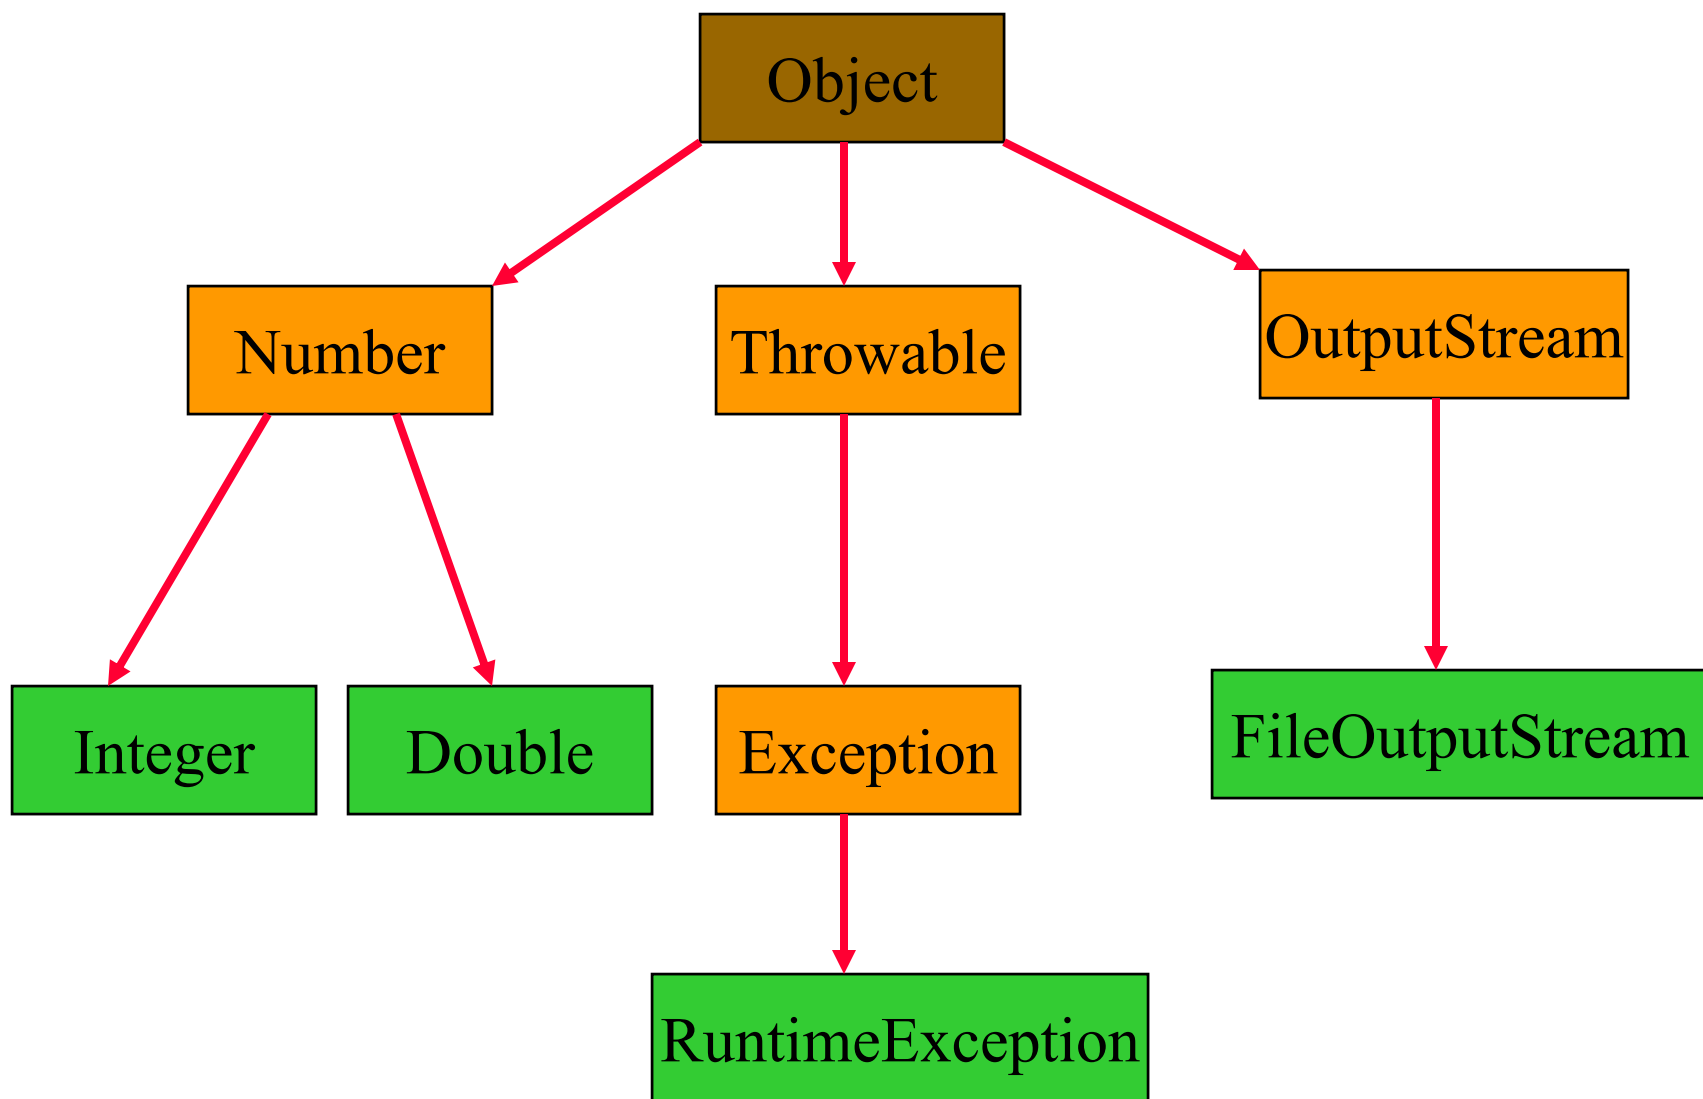 Object
Number
Throwable
OutputStream
Integer
Double
Exception
FileOutputStream
RuntimeException